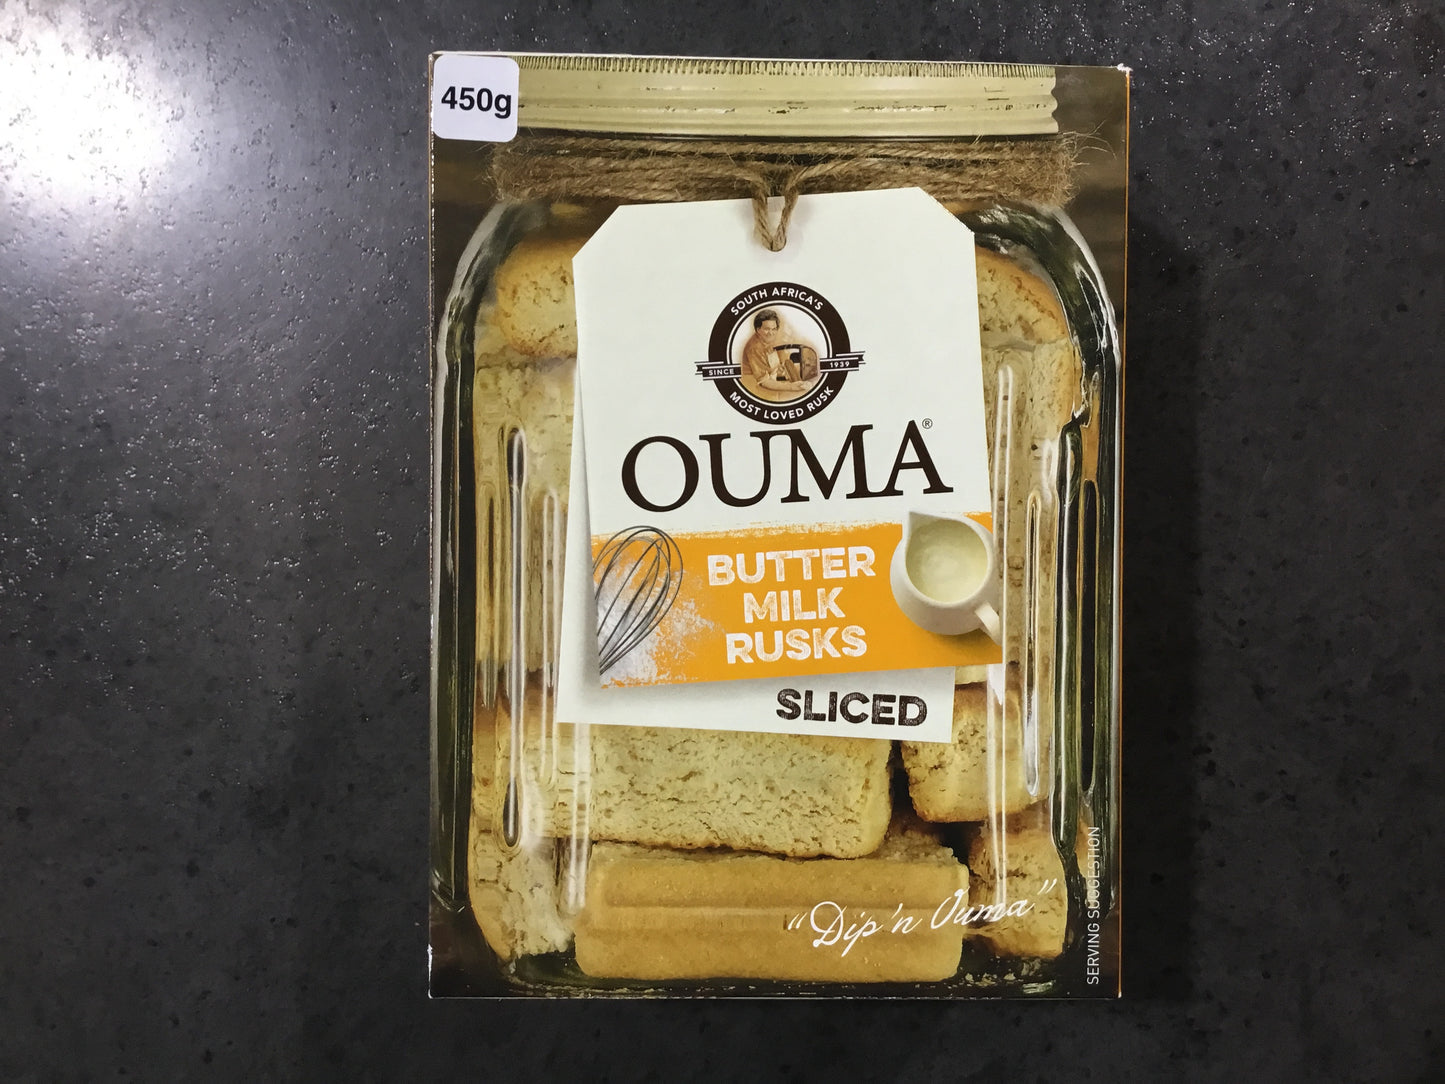 450g
SOUTH AFRICA'S
SINCE 1939
MOST LOVED RUSK
OUMA®
BUTTER
MILK
RUSKS
SLICED
"Dip'n Ouma"
SERVING SUGGESTION